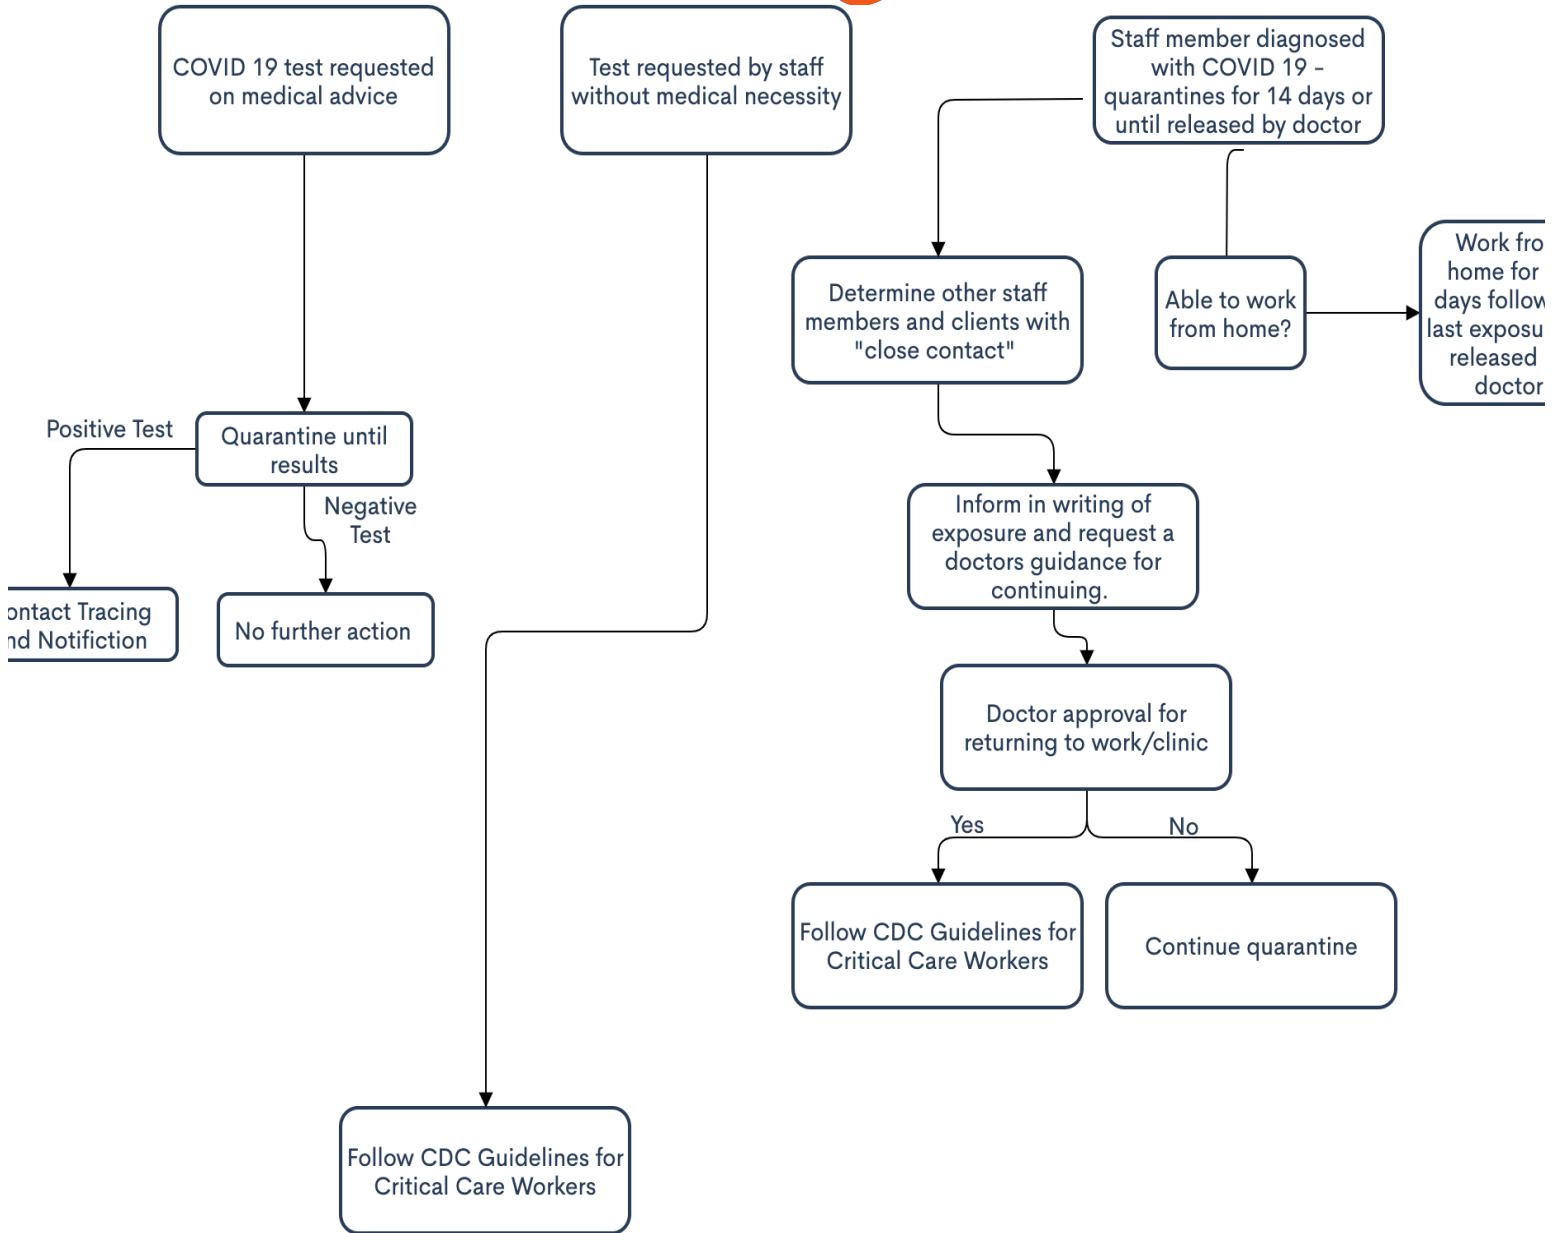 COVID 19 test requested
on medical advice
Test requested by staff
without medical necessity
Staff member diagnosed
with COVID 19 -
quarantines for 14 days or
until released by doctor
Determine other staff
members and clients with
"close contact"
Able to work
from home?
Work
home for
days
last
released
doctor
Positive Test
Quarantine until
results
Negative
Test
Tracing
Notifiction
No further action
Inform in writing of
exposure and request a
doctors guidance for
continuing.
Doctor approval for
returning to work/clinic
Yes
No
Follow CDC Guidelines for
Critical Care Workers
Continue quarantine
Follow CDC Guidelines for
Critical Care Workers